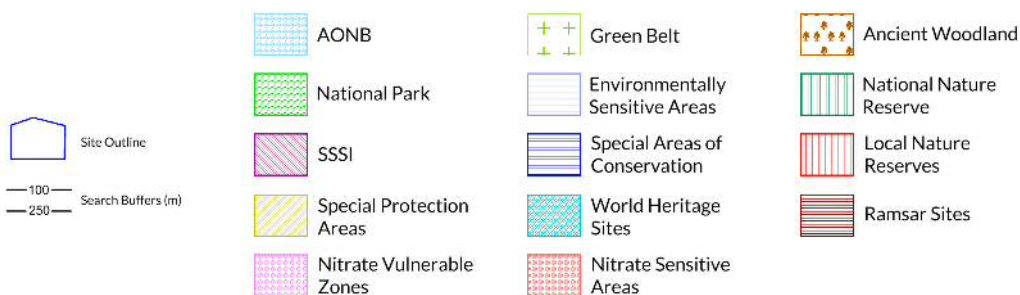 Site Outline
100
250
Search Buffers (m)
AONB
National Park
SSSI
Special Protection
Areas
Nitrate Vulnerable
Zones
Green Belt
Environmentally
Sensitive Areas
Special Areas of
Conservation
World Heritage
Sites
Nitrate Sensitive
Areas
Ancient Woodland
National Nature
Reserve
Local Nature
Reserves
Ramsar Sites